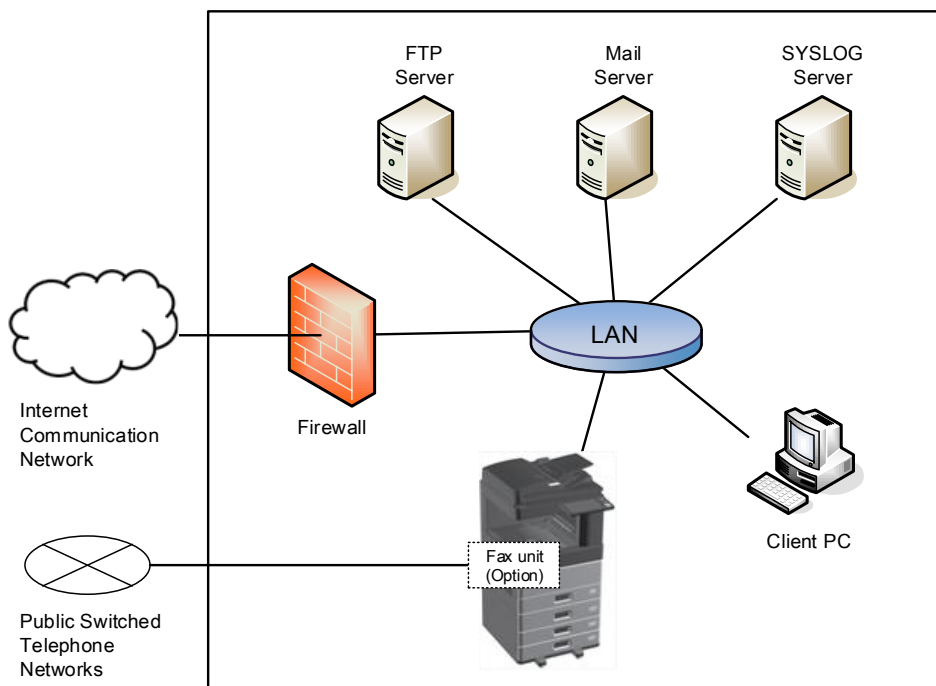 FTP
Server
Mail
Server
SYSLOG
Server
LAN
Internet
Communication
Network
Firewall
Client PC
Fax unit
(Option)
Public Switched
Telephone
Networks